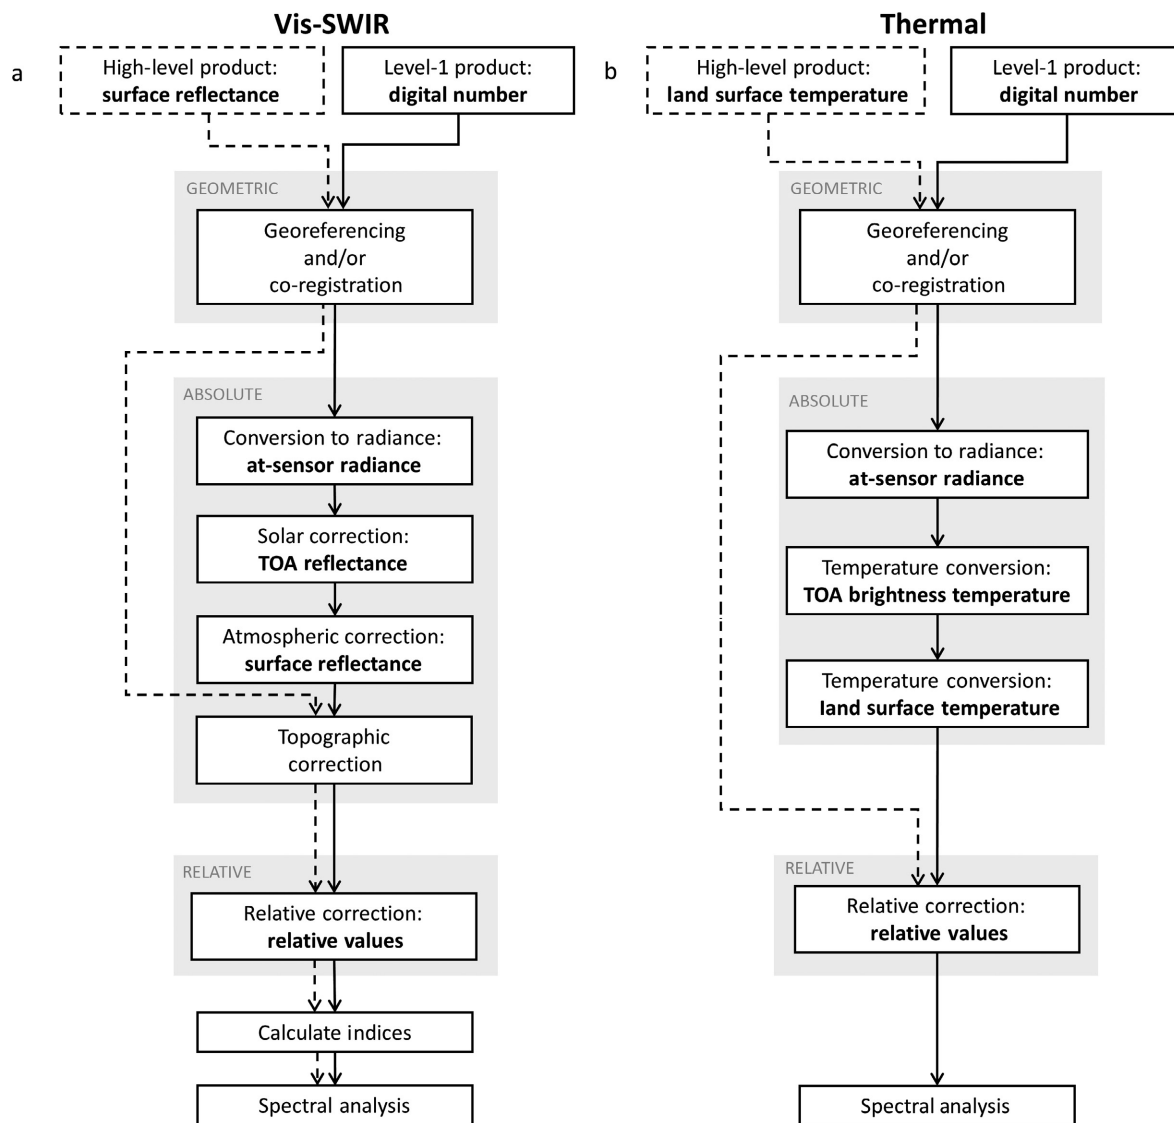 Vis-SWIR
a
High-level product:
surface reflectance
Level-1 product:
digital number
GEOMETRIC
Georeferencing
and/or
co-registration
ABSOLUTE
Conversion to radiance:
at-sensor radiance
Solar correction:
TOA reflectance
Atmospheric correction:
surface reflectance
Topographic
correction
RELATIVE
Relative correction:
relative values
Calculate indices
Spectral analysis
Thermal
b
High-level product:
land surface temperature
Level-1 product:
digital number
GEOMETRIC
Georeferencing
and/or
co-registration
ABSOLUTE
Conversion to radiance:
at-sensor radiance
Temperature conversion:
TOA brightness temperature
Temperature conversion:
land surface temperature
RELATIVE
Relative correction:
relative values
Spectral analysis